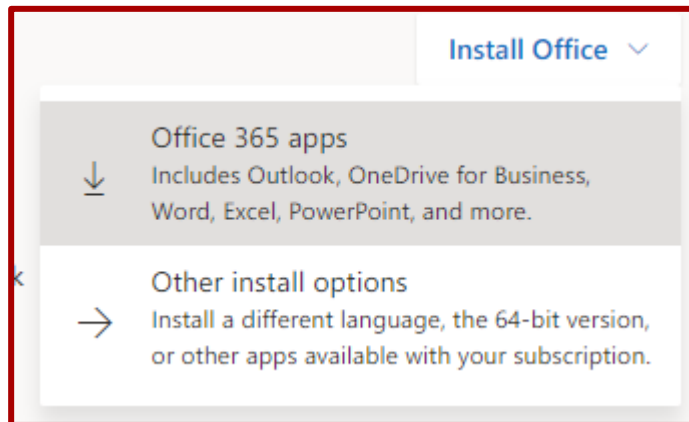 Install Office
Office 365 apps
Includes Outlook, OneDrive for Business,
Word, Excel, PowerPoint, and more.
k
Other install options
Install a different language, the 64-bit version,
or other apps available with your subscription.